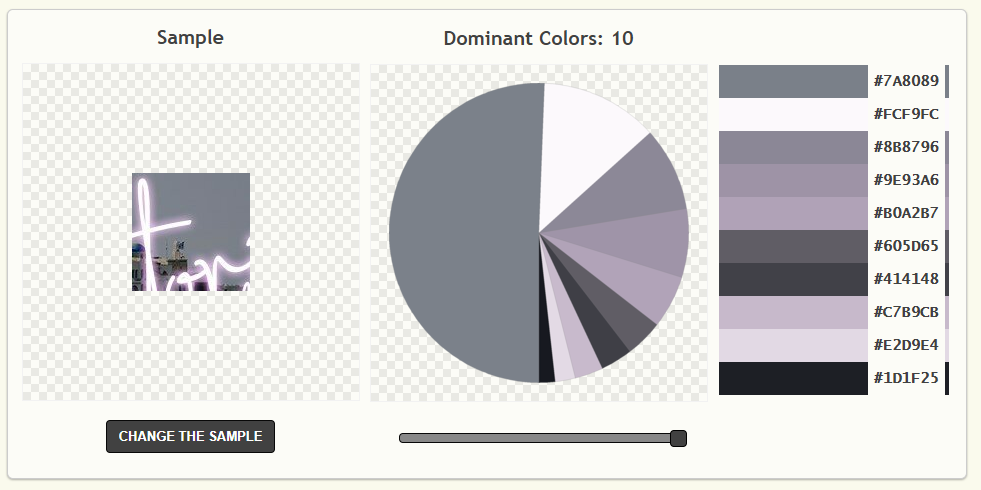 Sample
Dominant Colors: 10
#7A8089
#FCF9FC
#8B8796
#9E93A6
#B0A2B7
#605D65
#414148
#C7B9CB
#E2D9E4
#1D1F25
CHANGE THE SAMPLE